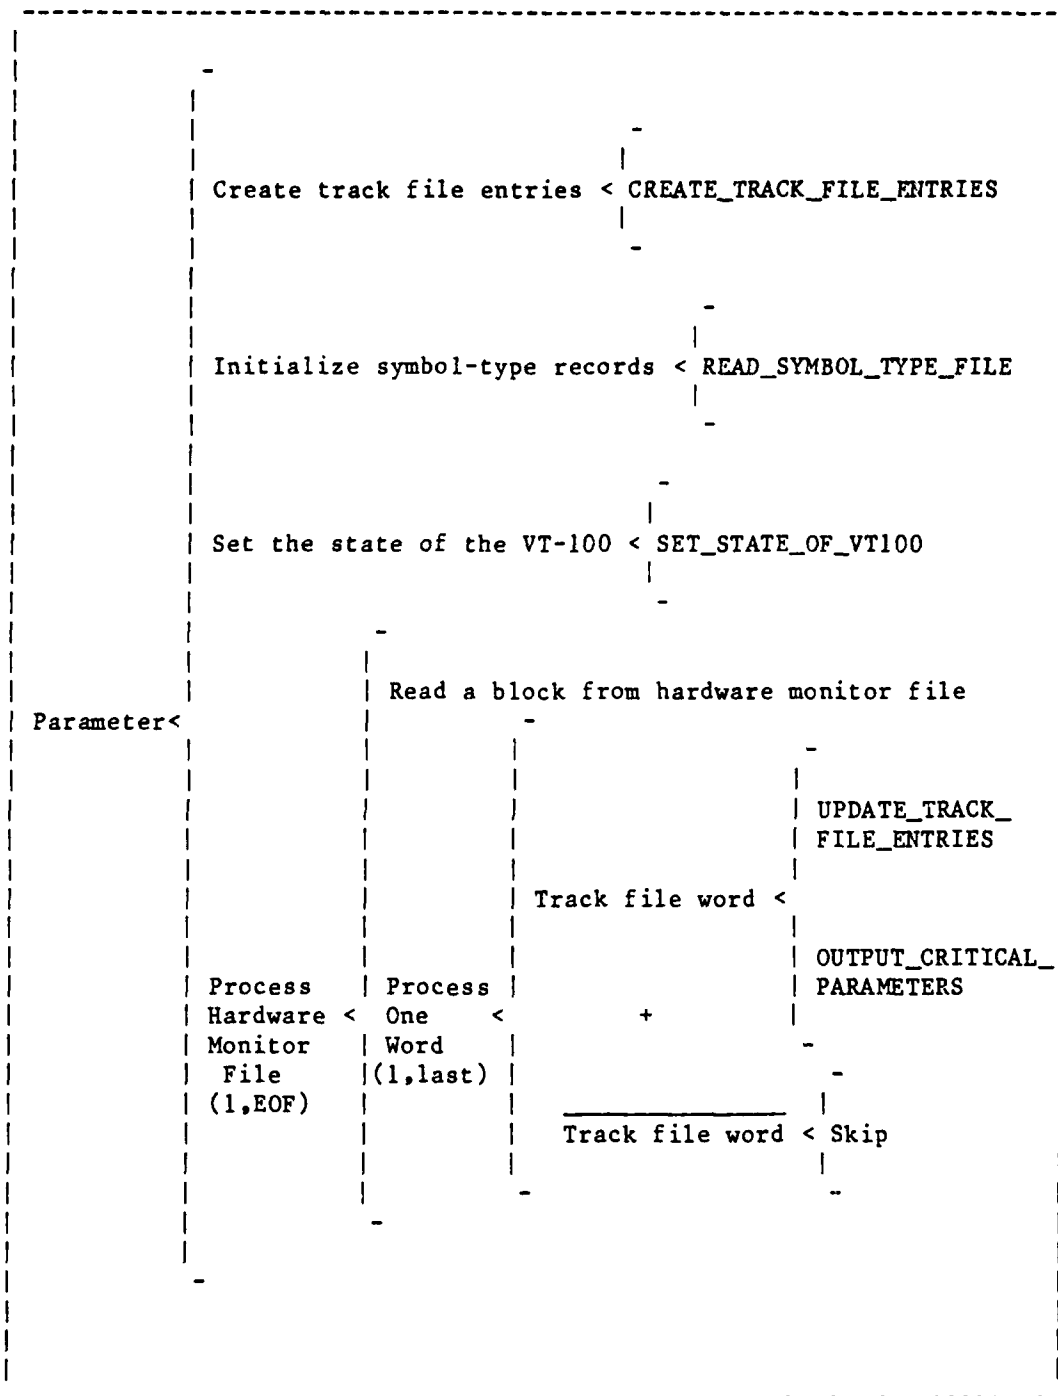 Create track file entries < CREATE_TRACK_FILE_ENTRIES
Initialize symbol-type records < READ_SYMBOL_TYPE_FILE
Set the state of the VT-100 < SET_STATE_OF_VT100
Read a block from hardware monitor file
Parameter<
UPDATE_TRACK_
FILE_ENTRIES
Track file word <
OUTPUT_CRITICAL_
Process Process PARAMETERS
Hardware < One < +
Monitor Word
File (1,last)
(1,EOF)
Track file word < Skip